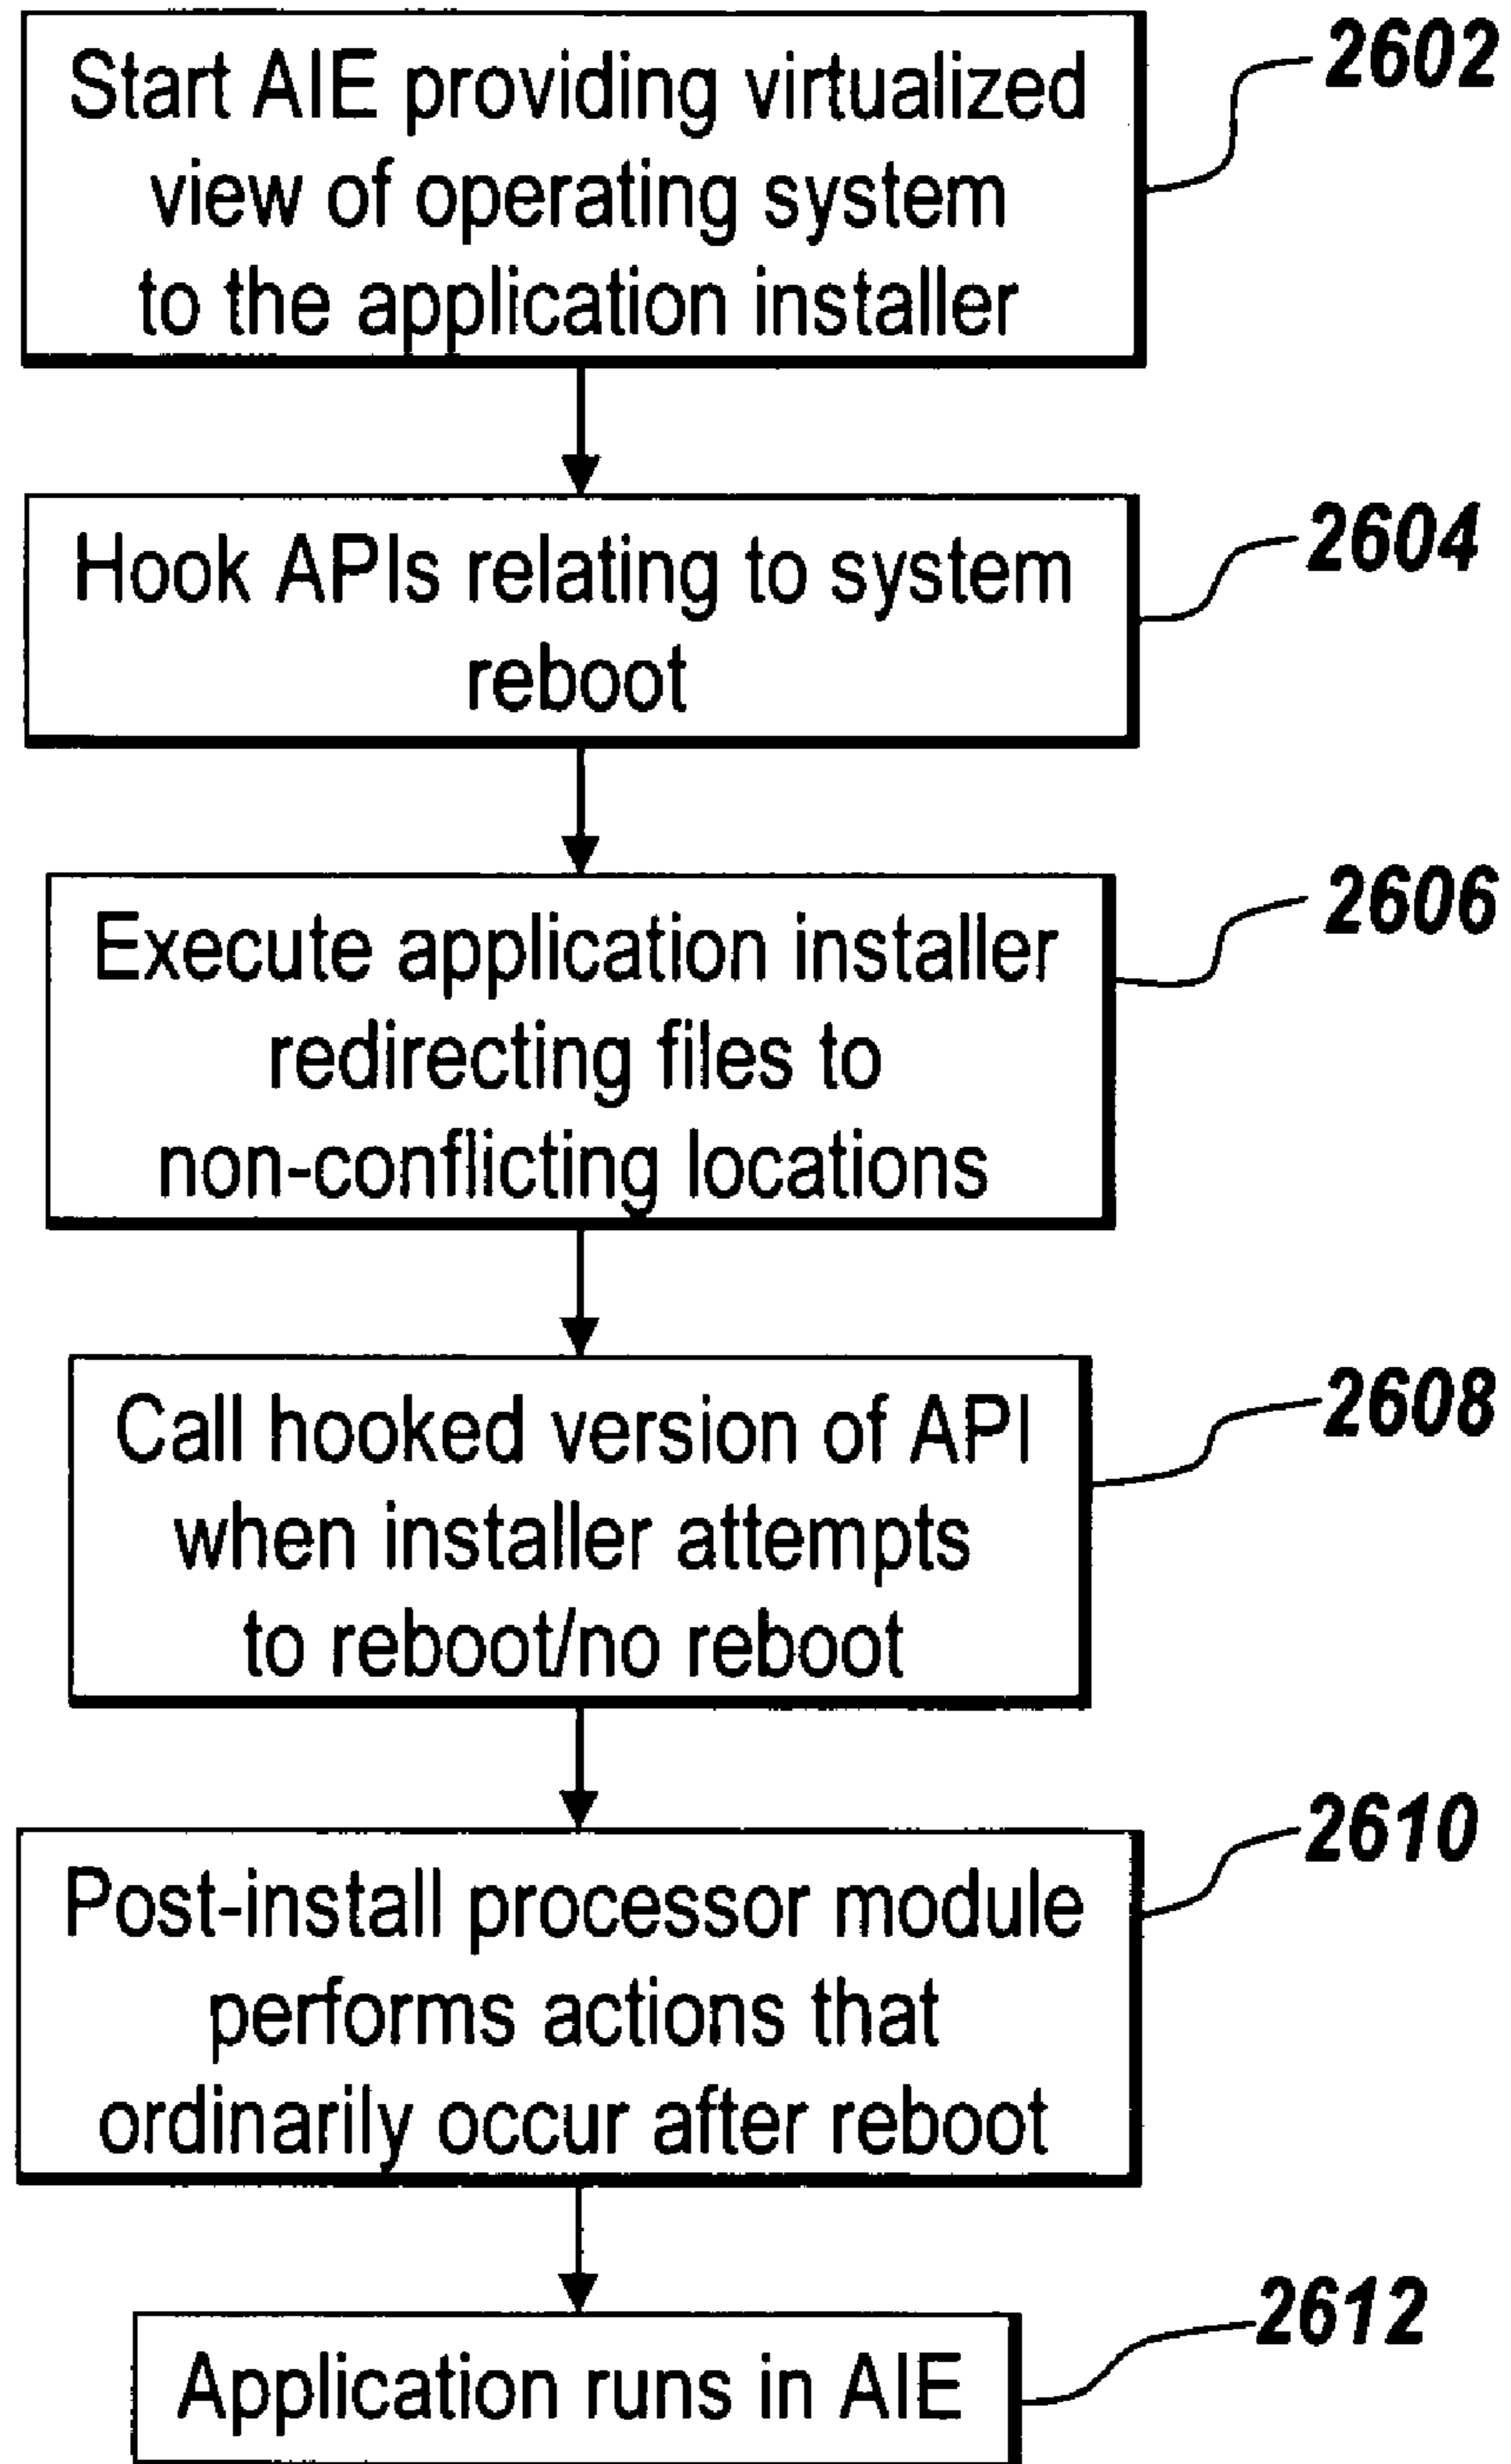 Start AIE providing virtualized
view of operating system
to the application installer
2602
Hook APIs relating to system
reboot
2604
Execute application installer
redirecting files to
non-conflicting locations
2606
Call hooked version of API
when installer attempts
to reboot/no reboot
2608
Post-install processor module
performs actions that
ordinarily occur after reboot
2610
Application runs in AIE
2612